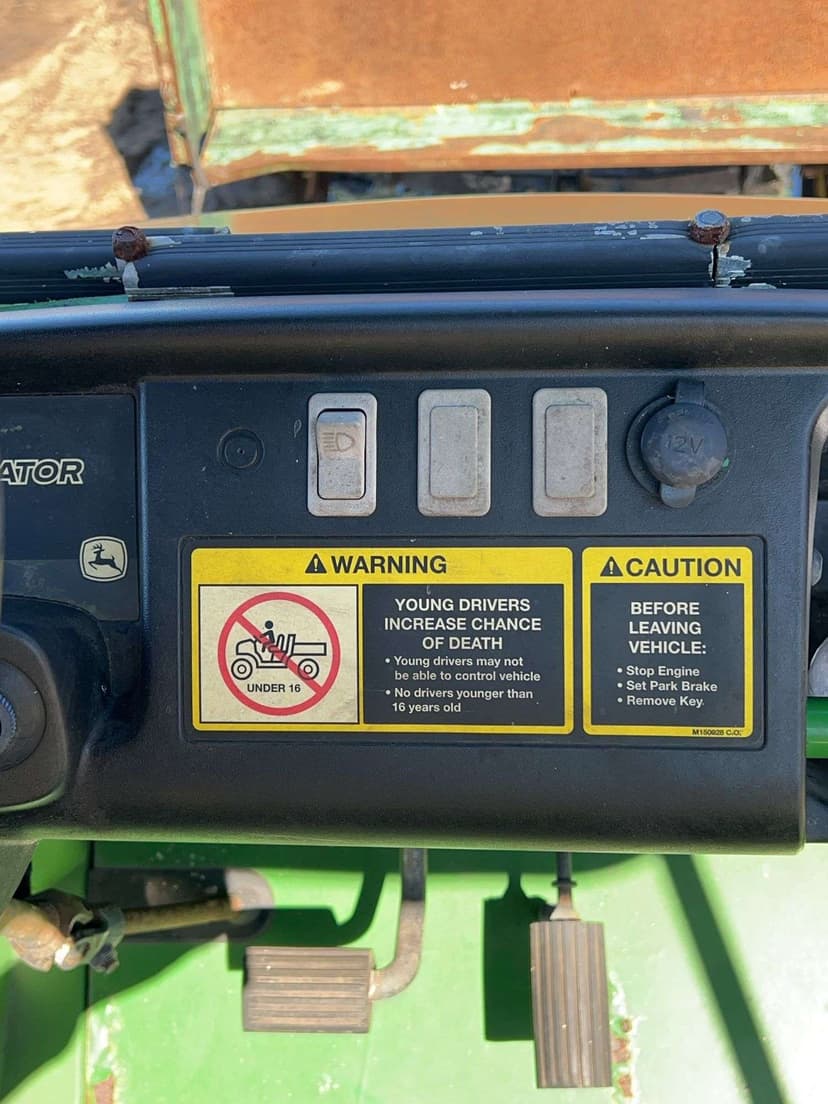 ATOR
12V
WARNING
UNDER 16
YOUNG DRIVERS
INCREASE CHANCE
OF DEATH
• Young drivers may not
be able to control vehicle
• No drivers younger than
16 years old
CAUTION
BEFORE
LEAVING
VEHICLE:
• Stop Engine
• Set Park Brake
• Remove Key